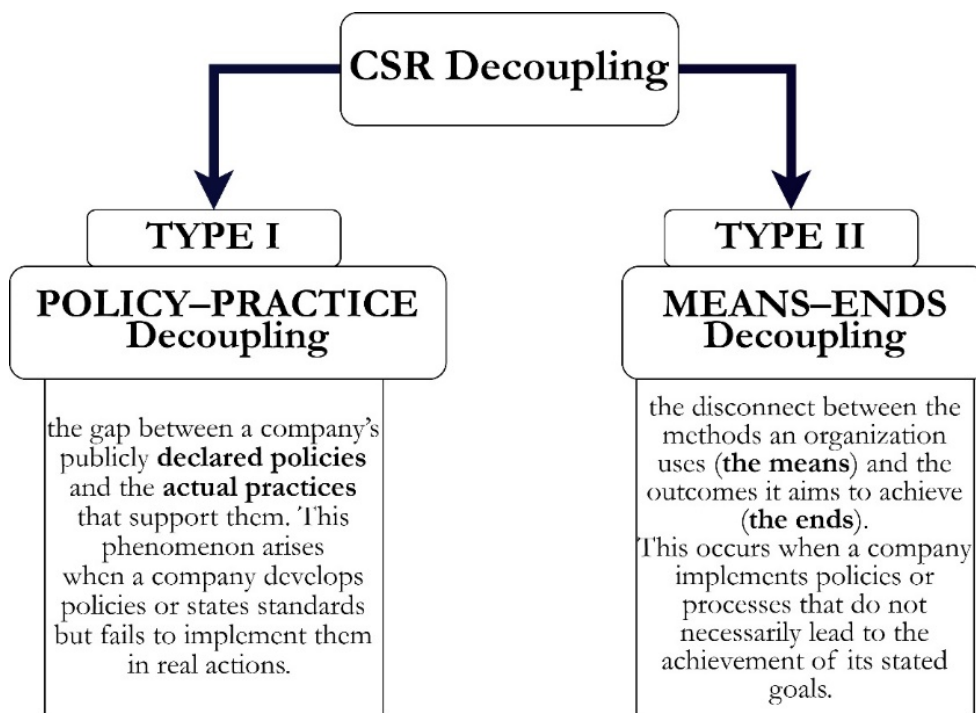 CSR Decoupling
TYPE I
POLICY–PRACTICE
Decoupling
the gap between a company's
publicly declared policies
and the actual practices
that support them. This
phenomenon arises
when a company develops
policies or states standards
but fails to implement them
in real actions.
TYPE II
MEANS–ENDS
Decoupling
the disconnect between the
methods an organization
uses (the means) and the
outcomes it aims to achieve
(the ends).
This occurs when a company
implements policies or
processes that do not
necessarily lead to the
achievement of its stated
goals.